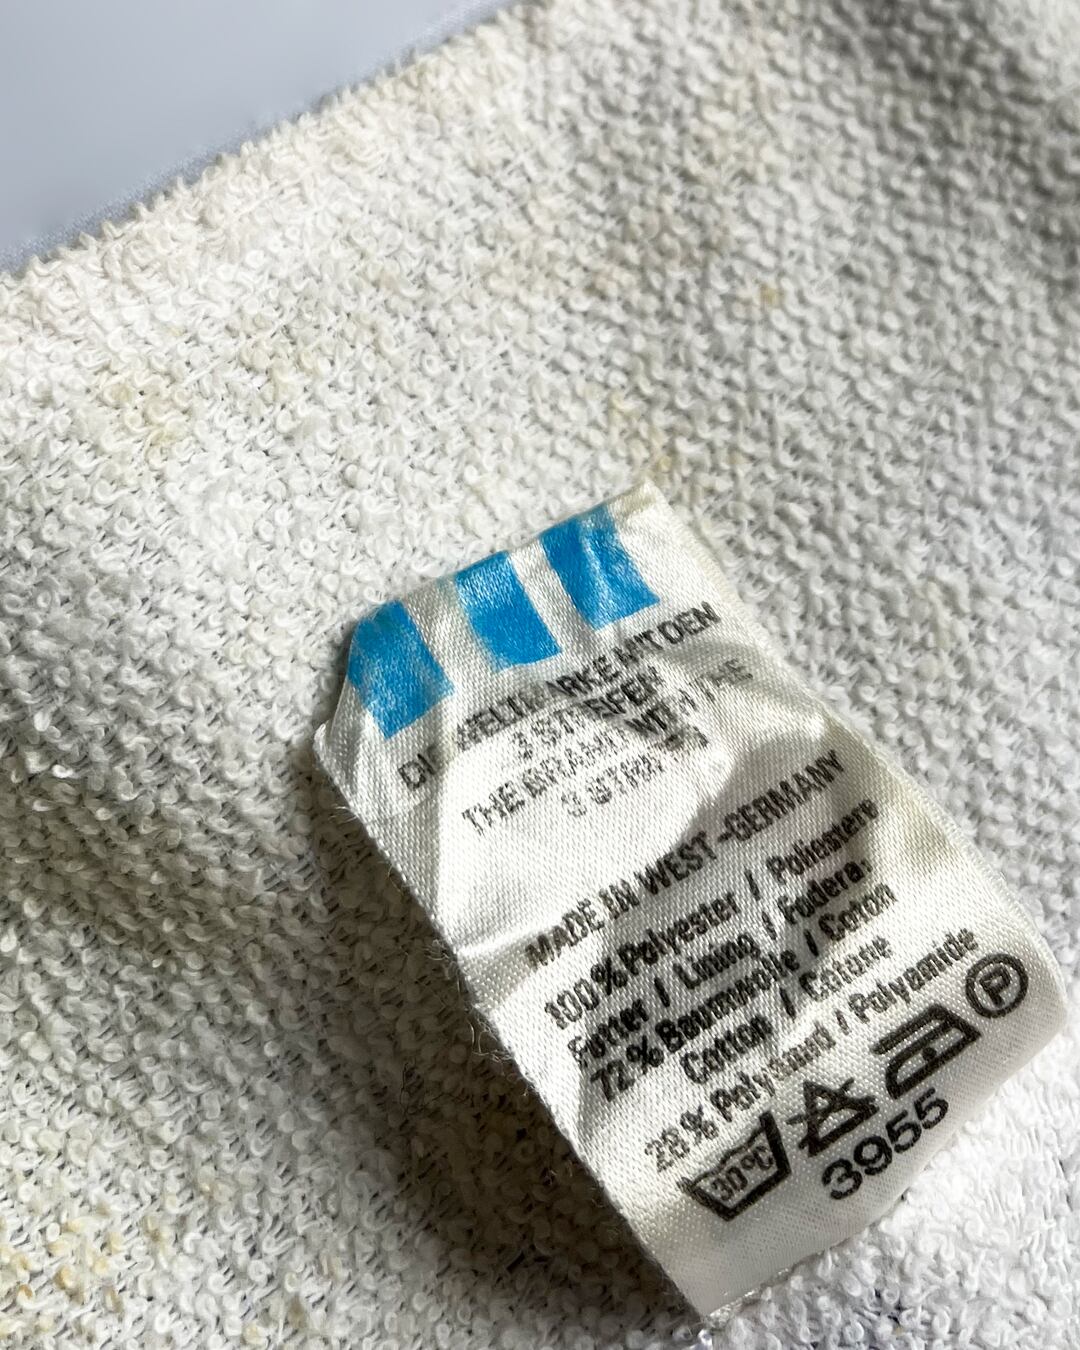 DIE WELTMARKE MIT DEN
3 STREIFEN
THE BRAND WITH THE
3 STRIPES
MADE IN WEST-GERMANY
100% Polyester / Poliestere
Futter / Lining / Fodera:
72% Baumwolle / Coton
Cotton / Cotone
28% Polyamid / Polyamide
30°C P
3955